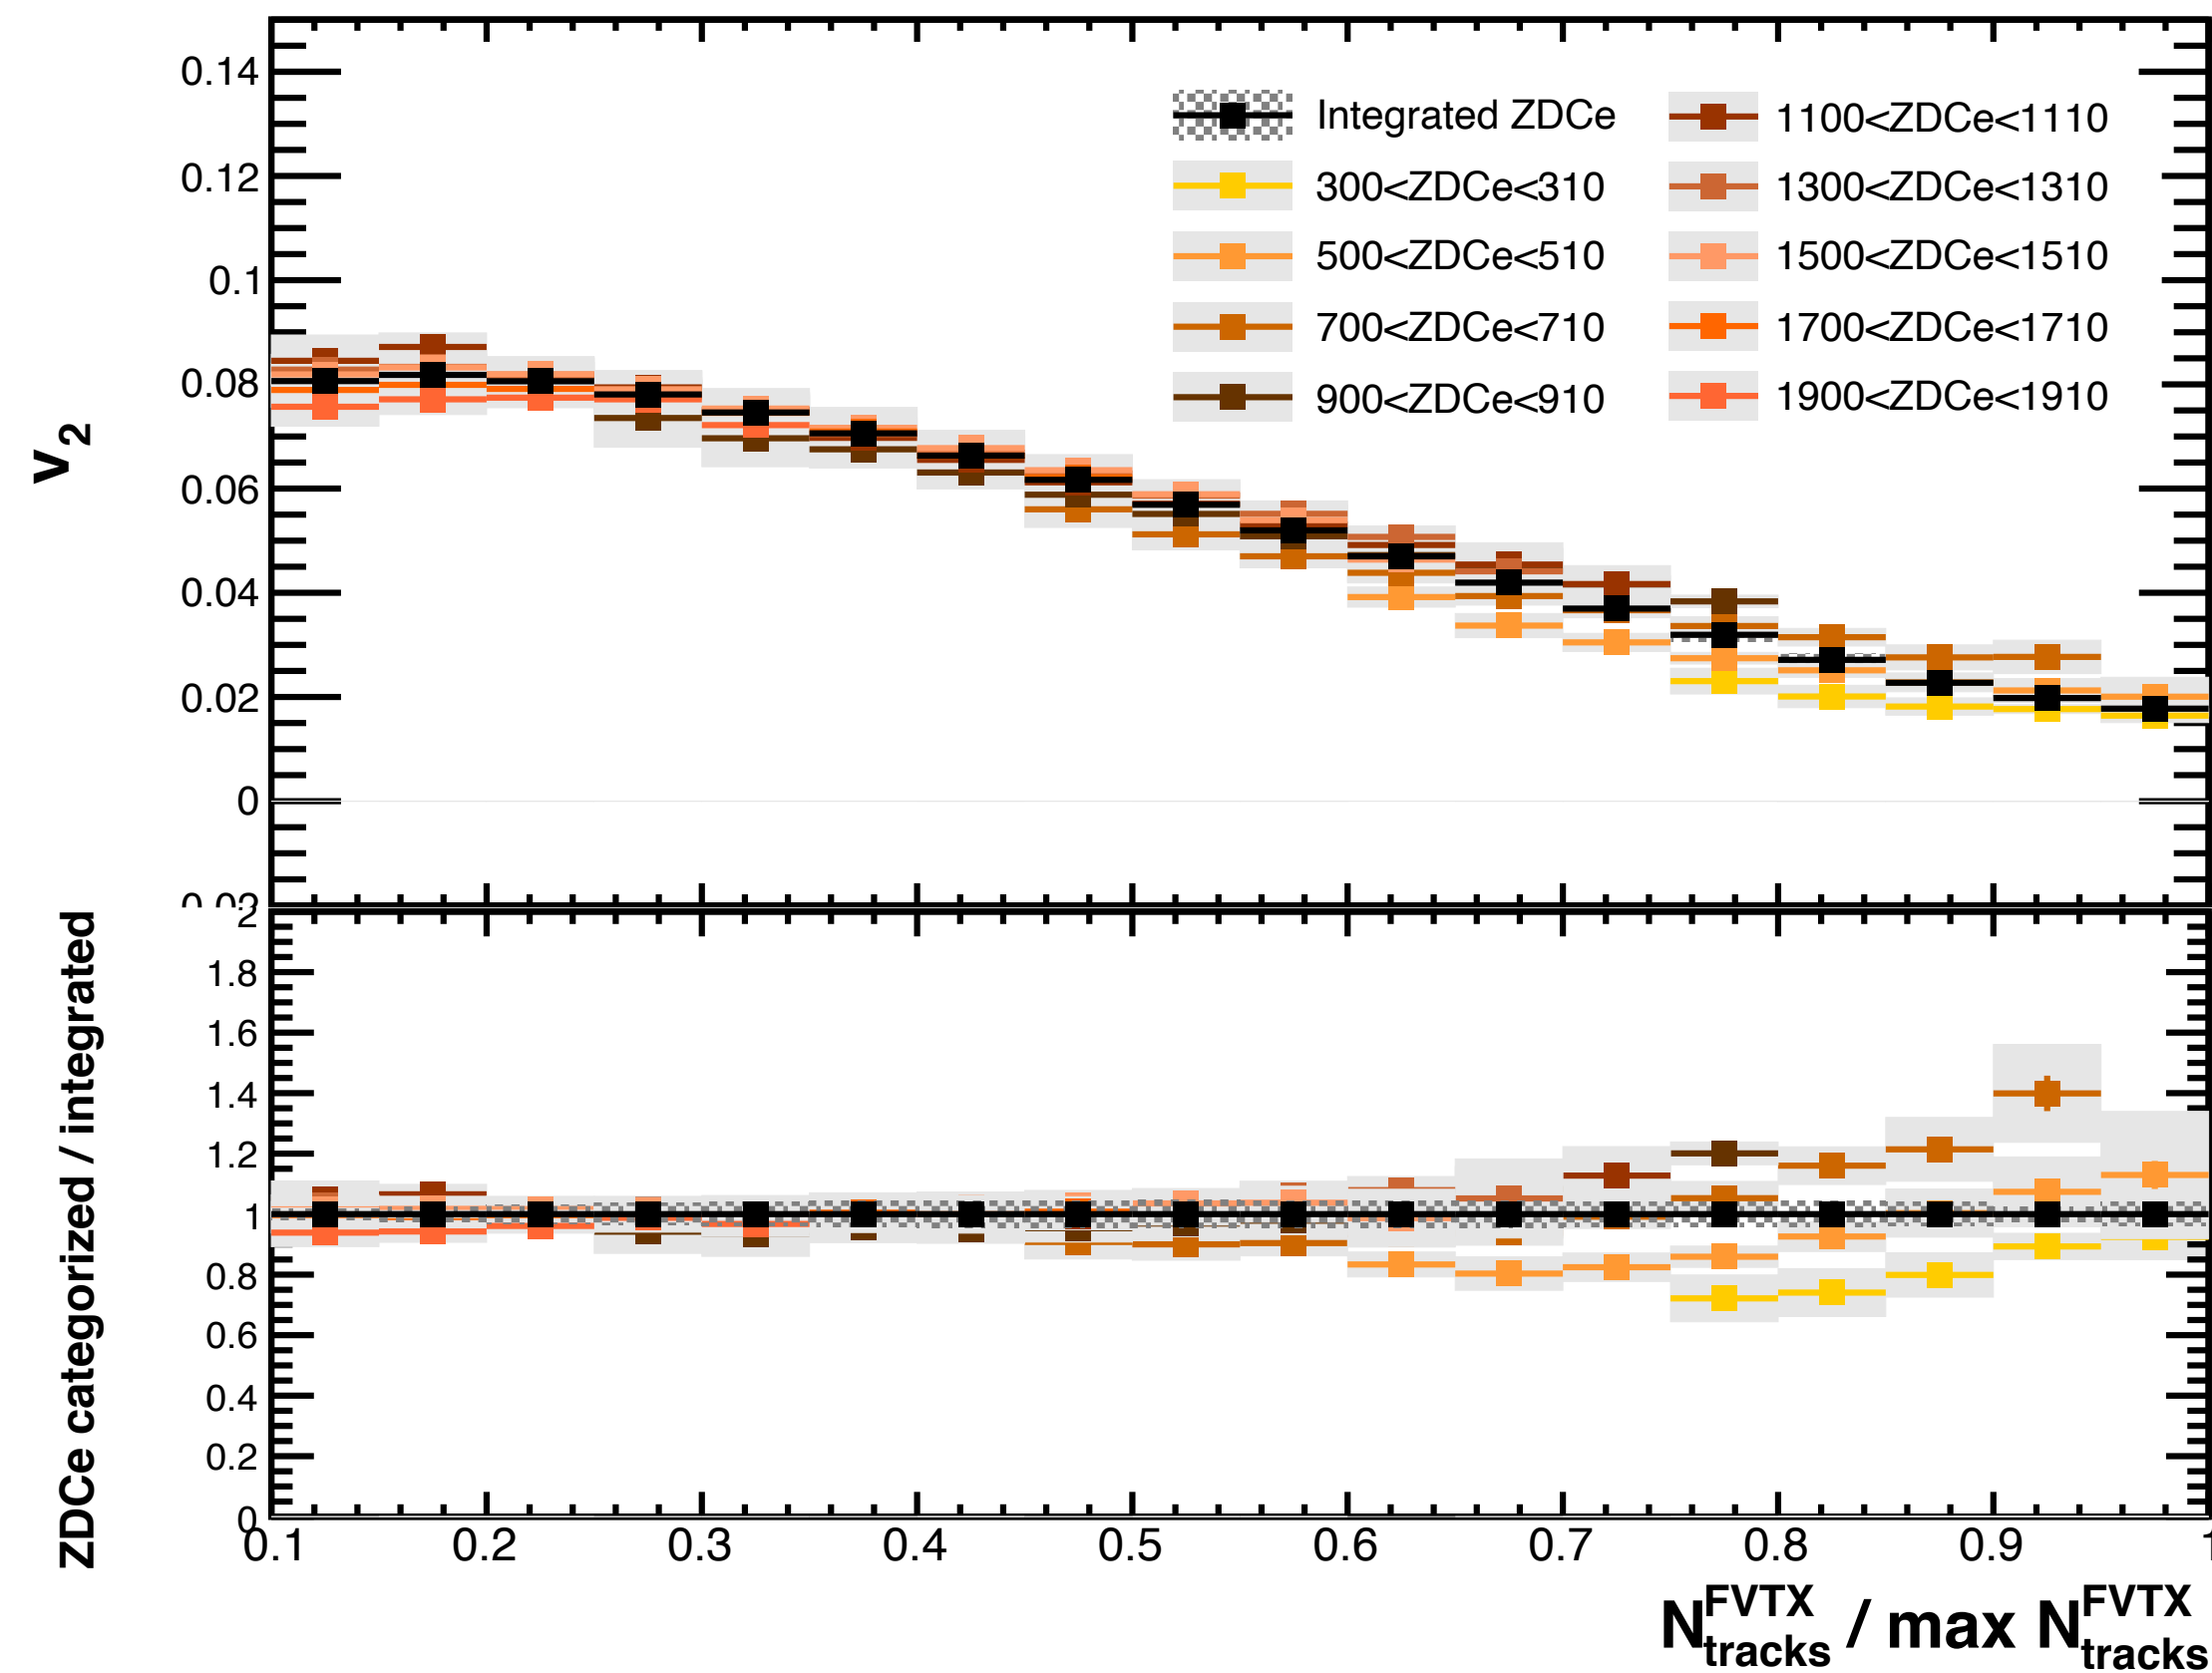 0.14
0.12
0.1
0.08
0.06
0.04
0.02
0
v2
Integrated ZDCe
300<ZDCe<310
500<ZDCe<510
700<ZDCe<710
900<ZDCe<910
1100<ZDCe<1110
1300<ZDCe<1310
1500<ZDCe<1510
1700<ZDCe<1710
1900<ZDCe<1910
ZDCe categorized / integrated
2
1.8
1.6
1.4
1.2
1
0.8
0.6
0.4
0.2
0
0.1 0.2 0.3 0.4 0.5 0.6 0.7 0.8 0.9 1
N FVTX tracks / max N FVTX tracks